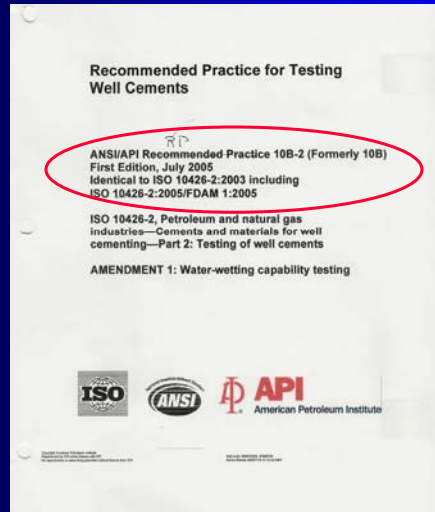 Recommended Practice for Testing
Well Cements
RP
ANSI/API Recommended Practice 10B-2 (Formerly 10B)
First Edition, July 2005
Identical to ISO 10426-2:2003 including
ISO 10426-2:2005/FDAM 1:2005
ISO 10426-2, Petroleum and natural gas
industries—Cements and materials for well
cementing—Part 2: Testing of well cements
AMENDMENT 1: Water-wetting capability testing
ISO
ANSI
API
American Petroleum Institute